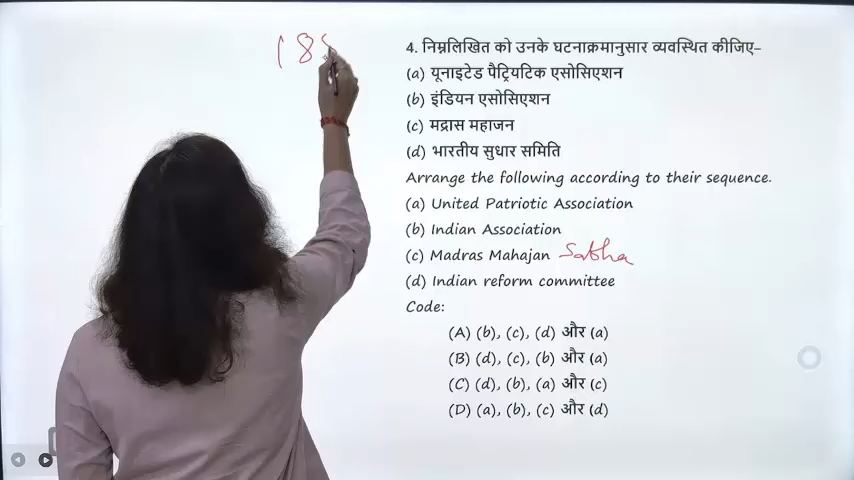 188
4. निम्नलिखित को उनके घटनाक्रमानुसार व्यवस्थित कीजिए–
(a) यूनाइटेड पैट्रियटिक एसोसिएशन
(b) इंडियन एसोसिएशन
(c) मद्रास महाजन
(d) भारतीय सुधार समिति
Arrange the following according to their sequence.
(a) United Patriotic Association
(b) Indian Association
(c) Madras Mahajan Sabha
(d) Indian reform committee
Code:
(A) (b), (c), (d) और (a)
(B) (d), (c), (b) और (a)
(C) (d), (b), (a) और (c)
(D) (a), (b), (c) और (d)